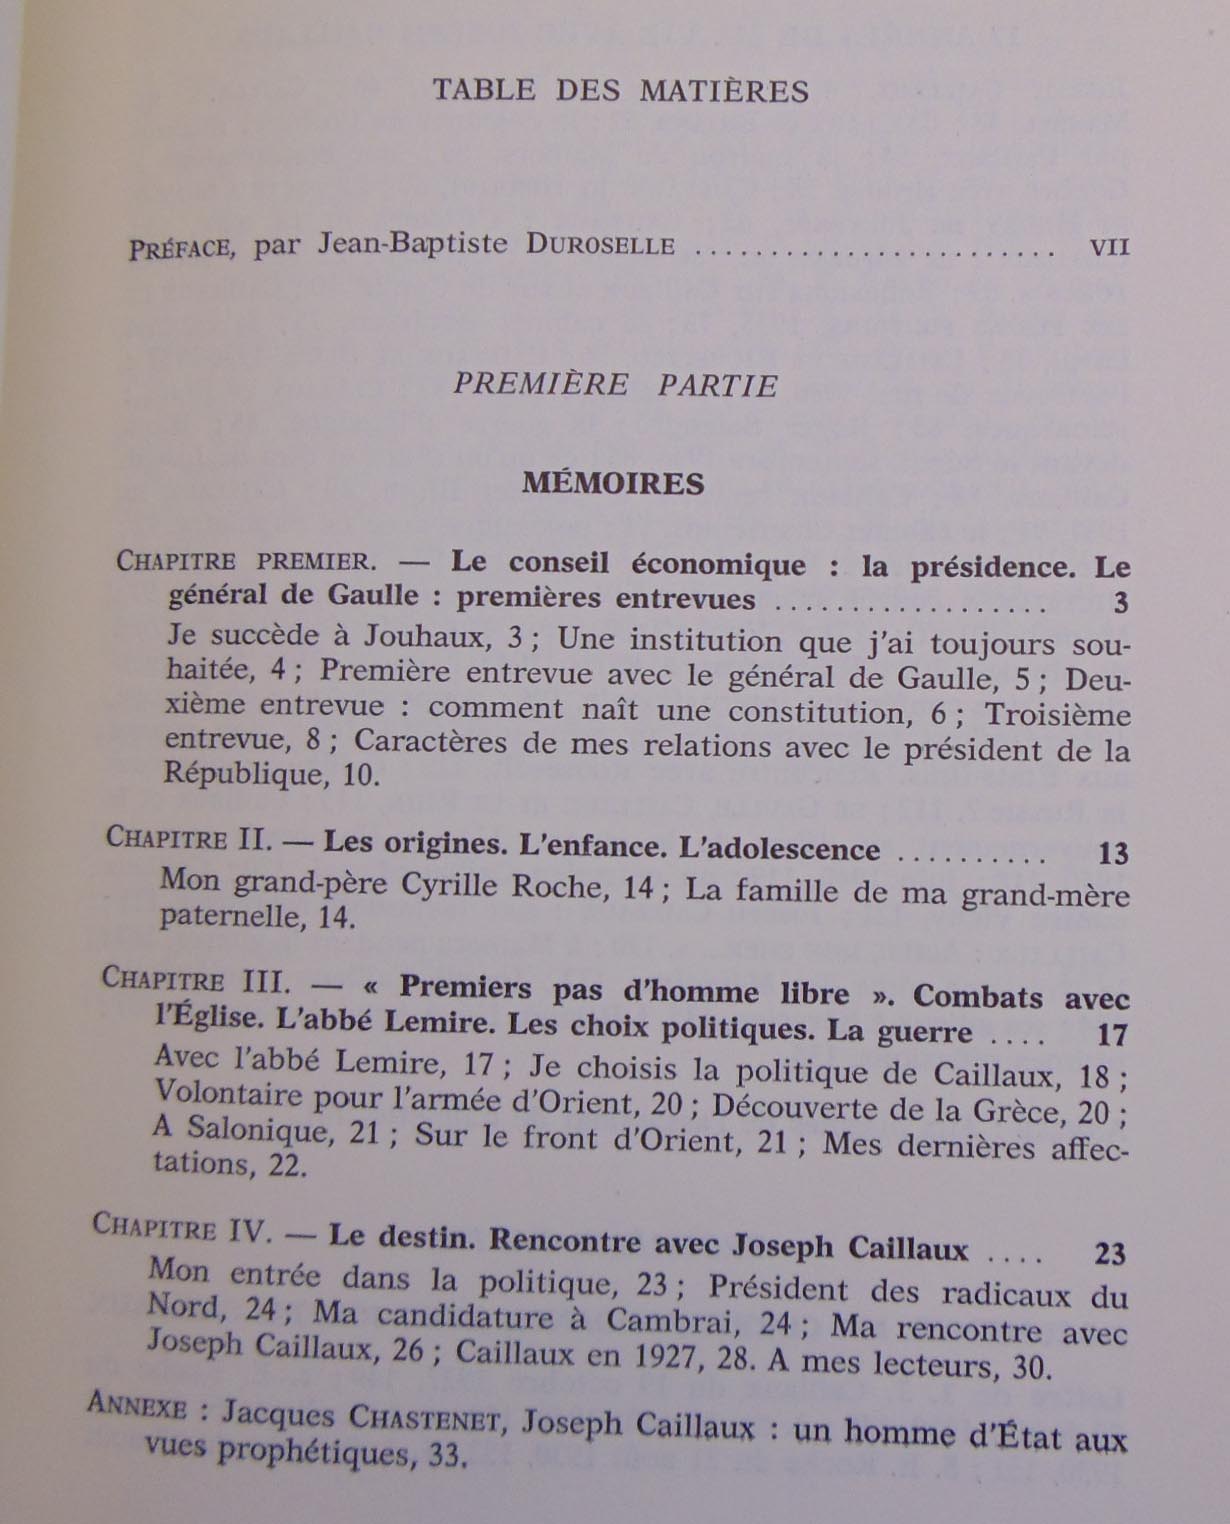 TABLE DES MATIÈRES
PRÉFACE, par Jean-Baptiste DUROSELLE ........................ VII
PREMIÈRE PARTIE
MÉMOIRES
CHAPITRE PREMIER. — Le conseil économique : la présidence. Le
général de Gaulle : premières entrevues .................. 3
Je succède à Jouhaux, 3 ; Une institution que j'ai toujours sou-
haitée, 4 ; Première entrevue avec le général de Gaulle, 5 ; Deu-
xième entrevue : comment naît une constitution, 6 ; Troisième
entrevue, 8 ; Caractères de mes relations avec le président de la
République, 10.
CHAPITRE II. — Les origines. L'enfance. L'adolescence .......... 13
Mon grand-père Cyrille Roche, 14 ; La famille de ma grand-mère
paternelle, 14.
CHAPITRE III. — « Premiers pas d'homme libre ». Combats avec
l'Église. L'abbé Lemire. Les choix politiques. La guerre .... 17
Avec l'abbé Lemire, 17 ; Je choisis la politique de Caillaux, 18 ;
Volontaire pour l'armée d'Orient, 20 ; Découverte de la Grèce, 20 ;
A Salonique, 21 ; Sur le front d'Orient, 21 ; Mes dernières affec-
tations, 22.
CHAPITRE IV. — Le destin. Rencontre avec Joseph Caillaux .... 23
Mon entrée dans la politique, 23 ; Président des radicaux du
Nord, 24 ; Ma candidature à Cambrai, 24 ; Ma rencontre avec
Joseph Caillaux, 26 ; Caillaux en 1927, 28. A mes lecteurs, 30.
ANNEXE : Jacques CHASTENET, Joseph Caillaux : un homme d'État aux
vues prophétiques, 33.